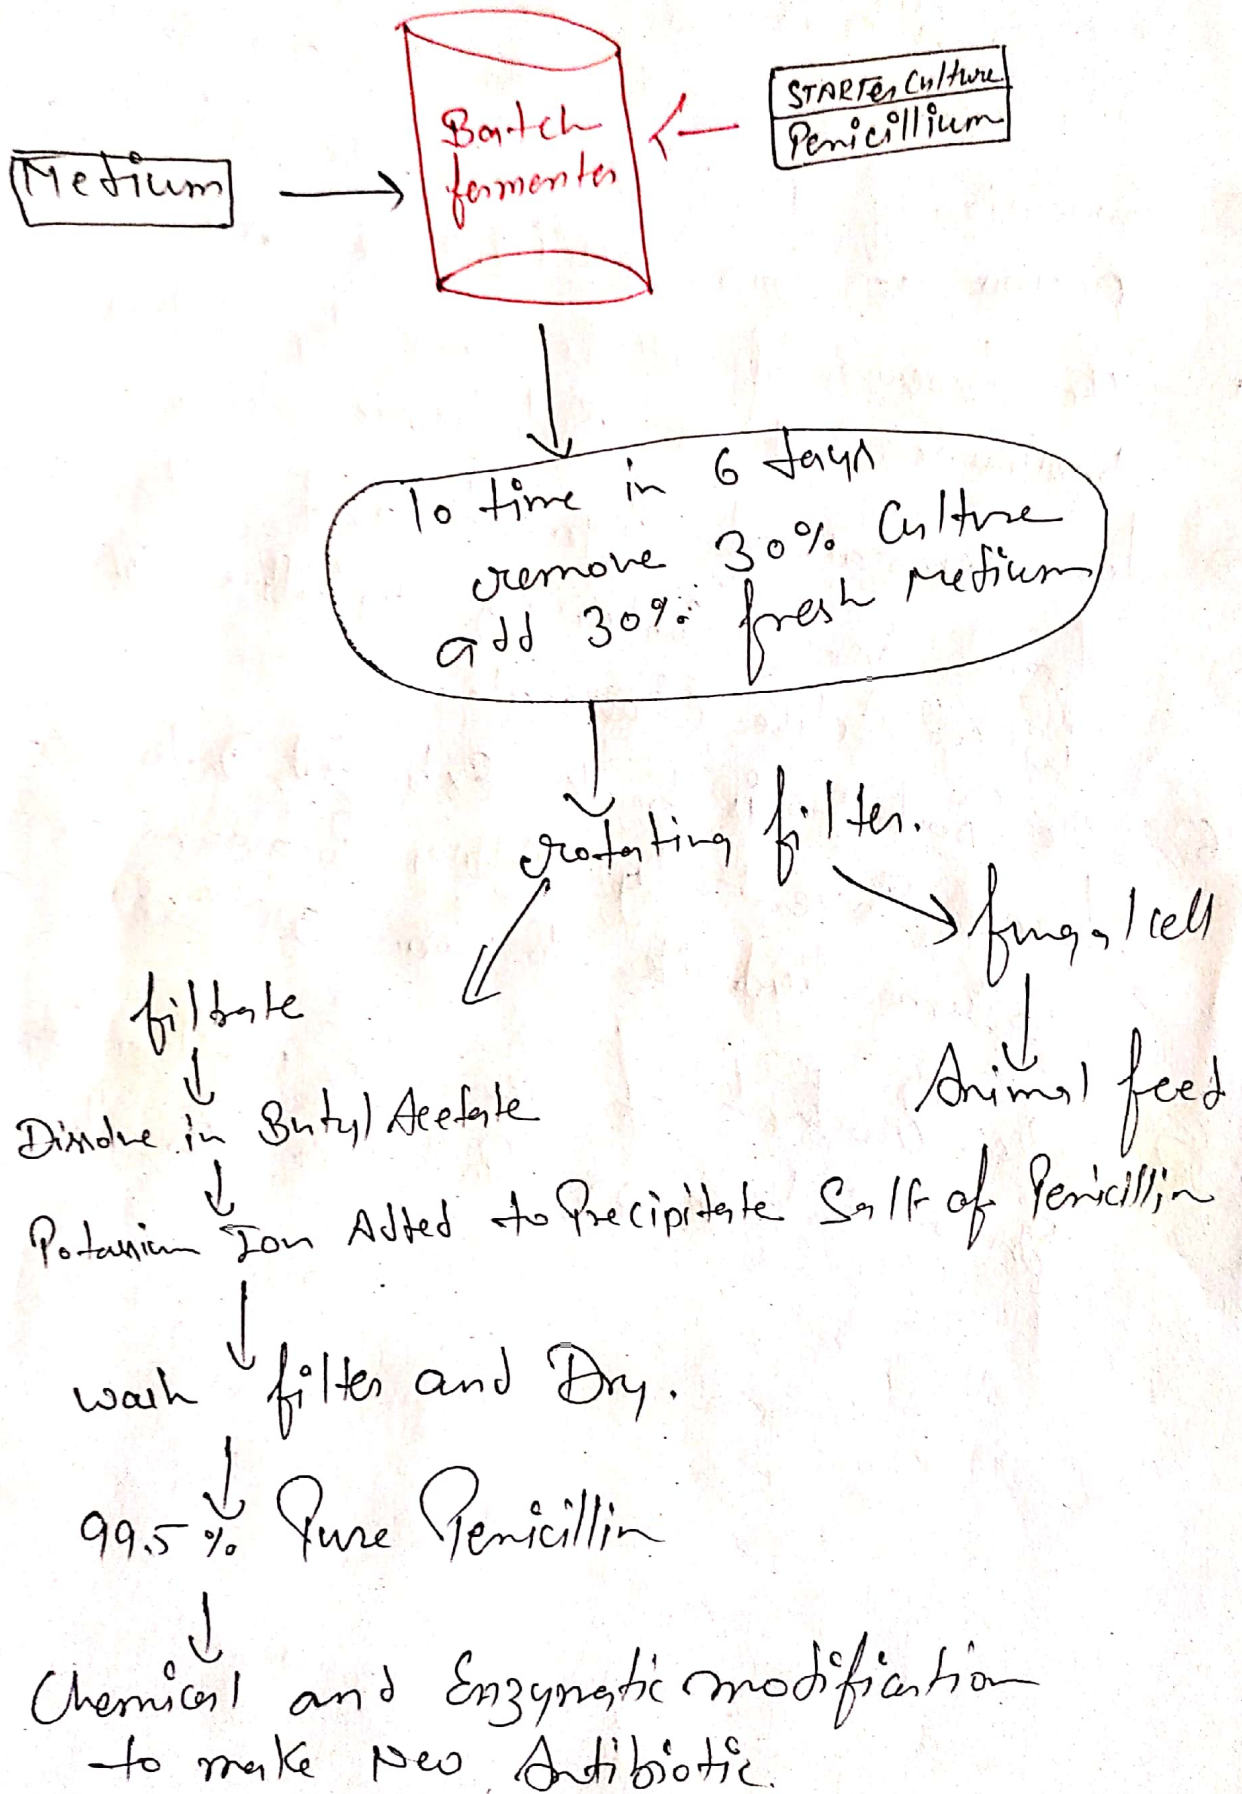 STARTER Culture
Penicillium
Medium
Batch
fermenter
10 time in 6 days
remove 30% Culture
add 30% fresh Medium
rotating filter.
fungal cell
filtrate
Animal feed
Dissolve in Butyl Acetate
Potassium Ion Added to Precipitate Salt of Penicillin
wash filter and Dry.
99.5% Pure Penicillin
Chemical and Enzymatic modification
to make Neo Antibiotic.